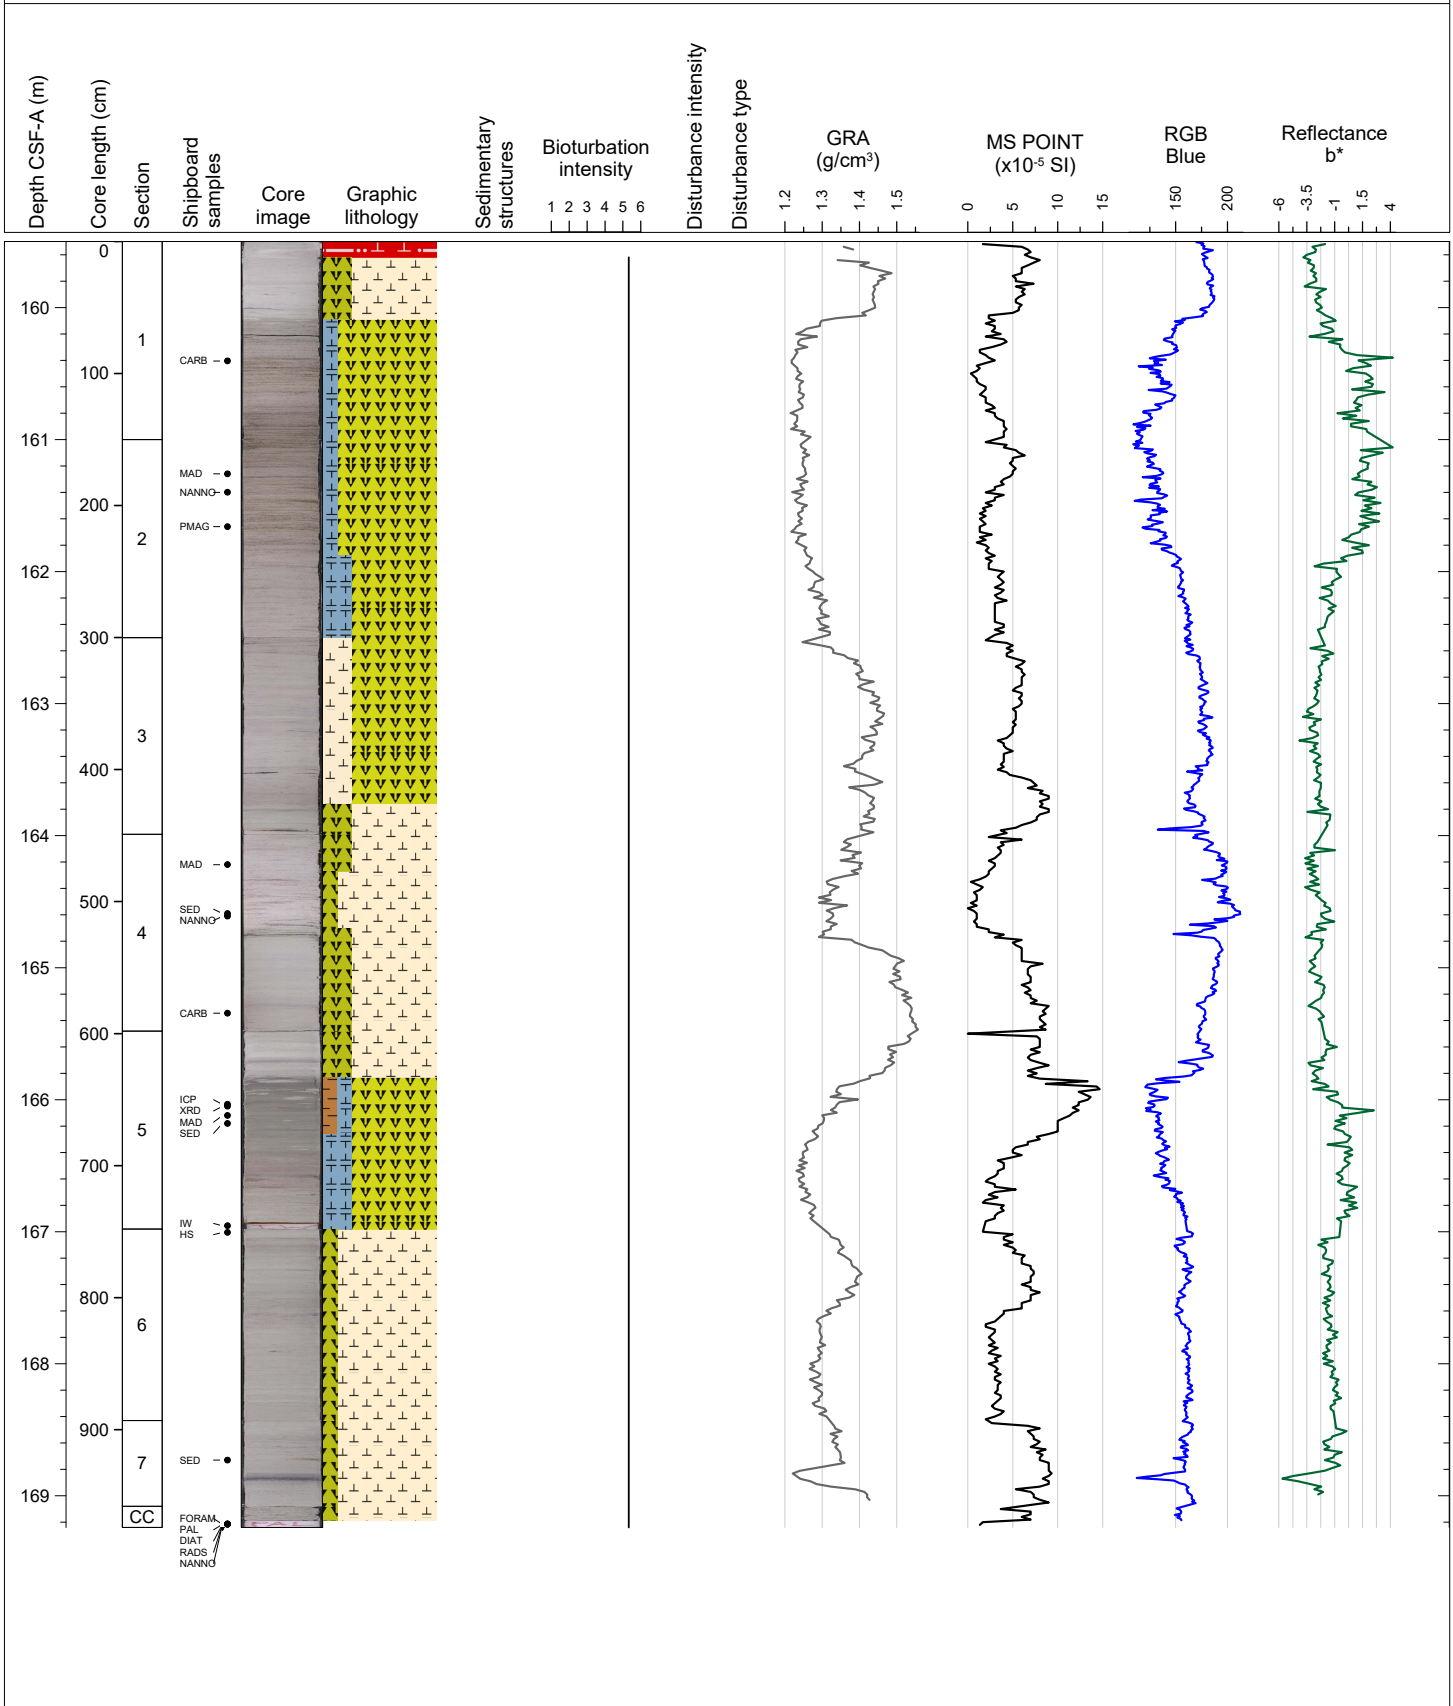 Depth CSF-A (m)
Core length (cm)
Section
Shipboard
samples
Core
image
Graphic
lithology
Sedimentary
structures
Bioturbation
intensity
1 2 3 4 5 6
Disturbance intensity
Disturbance type
GRA
(g/cm³)
1.2 1.3 1.4 1.5
MS POINT
(x10⁻⁵ SI)
0 5 10 15
RGB
Blue
150 200
Reflectance
b*
-6 -3.5 -1 1.5 4
0
160
1
CARB
100
161
MAD
NANNO
200
PMAG
2
162
300
163
3
400
164
MAD
500
SED
NANNO
4
165
CARB
600
166
ICP
XRD
MAD
SED
5
700
IW
167
HS
800
6
168
900
SED
7
169
CC
FORAM
PAL
DIAT
RADS
NANNO
PAL